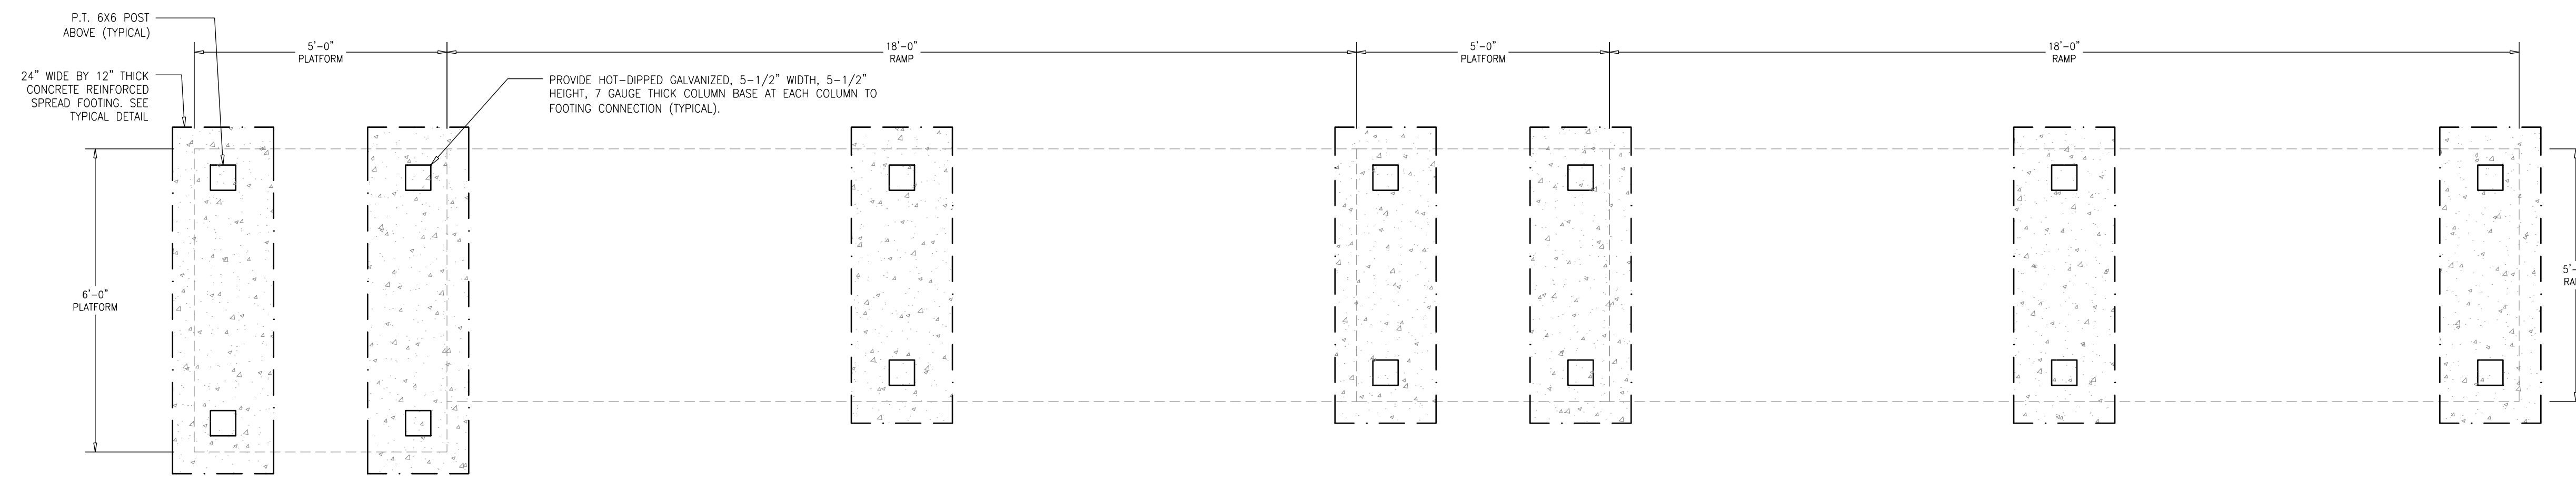 P.T. 6X6 POST
ABOVE (TYPICAL)
5'-0"
PLATFORM
18'-0"
RAMP
5'-0"
PLATFORM
18'-0"
RAMP
24" WIDE BY 12" THICK
CONCRETE REINFORCED
SPREAD FOOTING. SEE
TYPICAL DETAIL
PROVIDE HOT-DIPPED GALVANIZED, 5-1/2" WIDTH, 5-1/2"
HEIGHT, 7 GAUGE THICK COLUMN BASE AT EACH COLUMN TO
FOOTING CONNECTION (TYPICAL).
6'-0"
PLATFORM